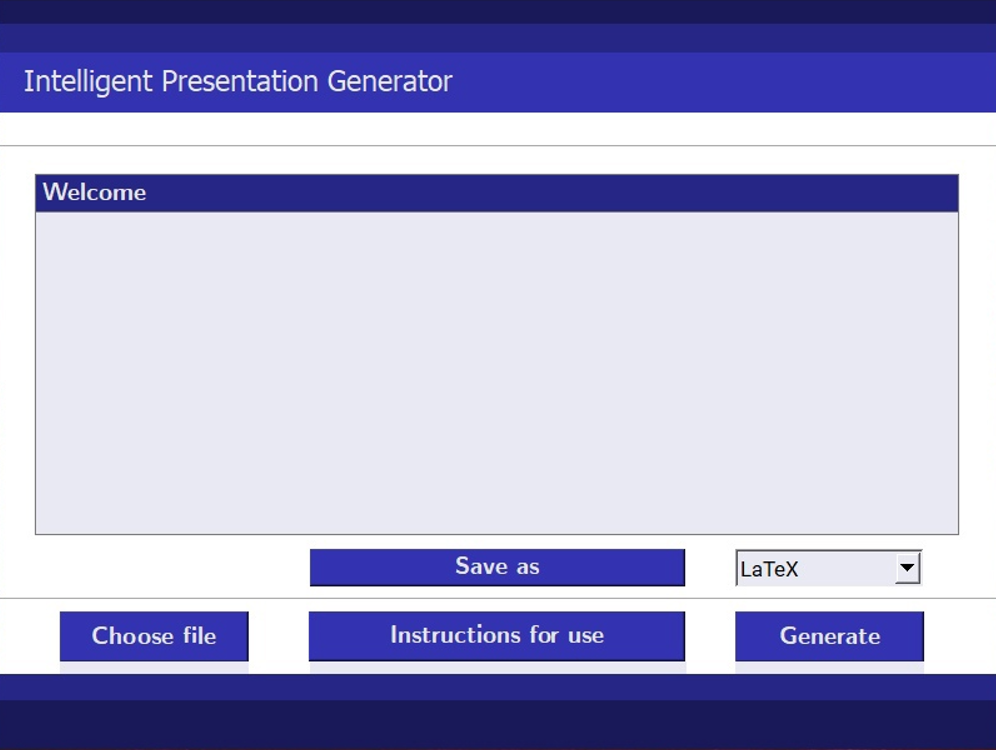 Intelligent Presentation Generator
Welcome
Save as
LaTeX
Choose file
Instructions for use
Generate